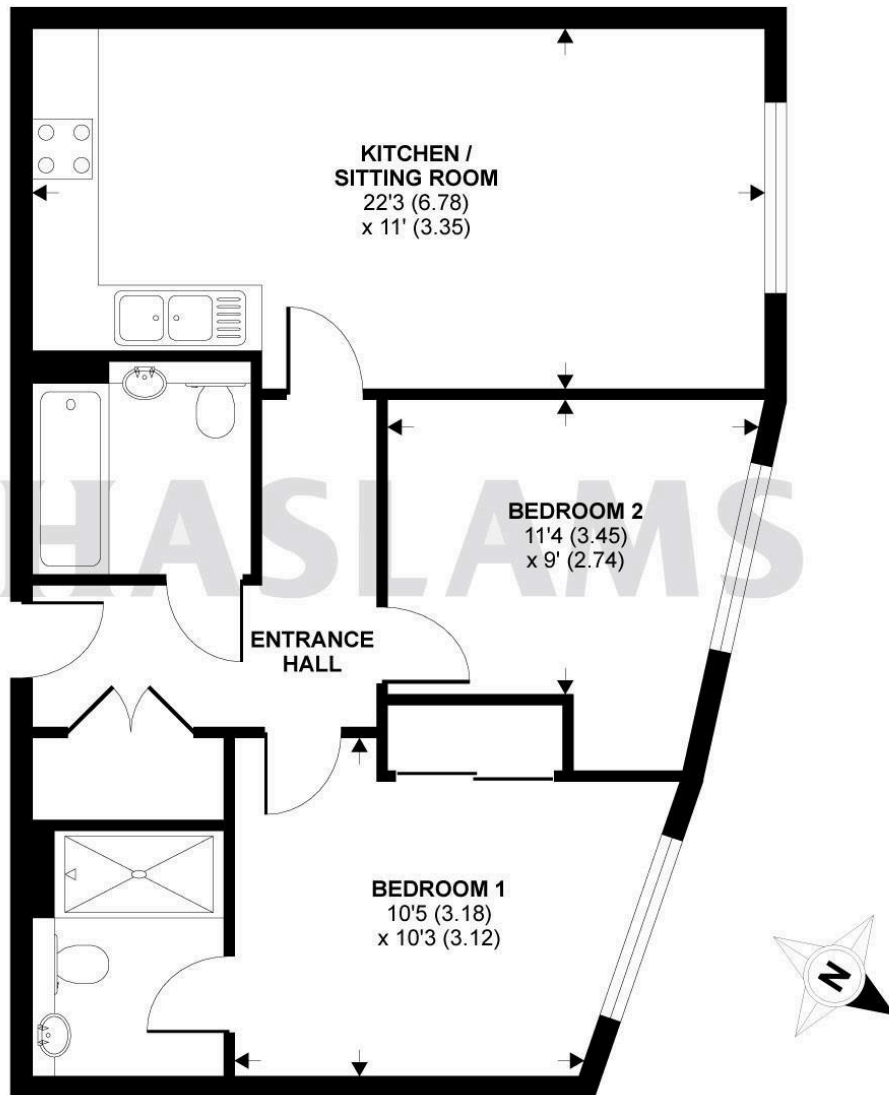 KITCHEN /
SITTING ROOM
22'3 (6.78)
x 11' (3.35)
HASLAMS
BEDROOM 2
11'4 (3.45)
x 9' (2.74)
ENTRANCE
HALL
BEDROOM 1
10'5 (3.18)
x 10'3 (3.12)
N